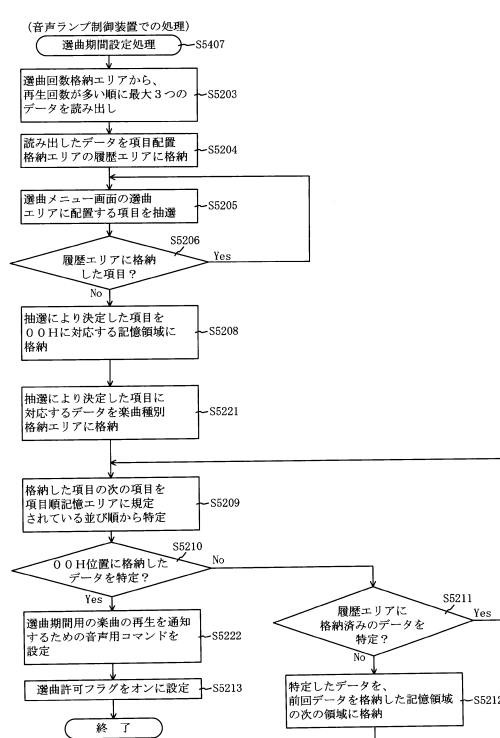 (音声ランプ制御装置での処理)
選曲期間設定処理
S5407
選曲回数格納エリアから、
再生回数が多い順に最大3つの
データを読み出し
S5203
読み出したデータを項目配置
格納エリアの履歴エリアに格納
S5204
選曲メニュー画面の選曲
エリアに配置する項目を抽選
S5205
S5206
履歴エリアに格納
した項目?
Yes
No
抽選により決定した項目を
00Hに対応する記憶領域に
格納
S5208
抽選により決定した項目に
対応するデータを楽曲種別
格納エリアに格納
S5221
格納した項目の次の項目を
項目順記憶エリアに規定
されている並び順から特定
S5209
S5210
00H位置に格納した
データを特定?
No
Yes
S5211
履歴エリアに
格納済みのデータを
特定?
Yes
No
選曲期間用の楽曲の再生を通知
するための音声用コマンドを
設定
S5222
選曲許可フラグをオンに設定
S5213
特定したデータを、
前回データを格納した記憶領域
の次の領域に格納
S5212
終 了